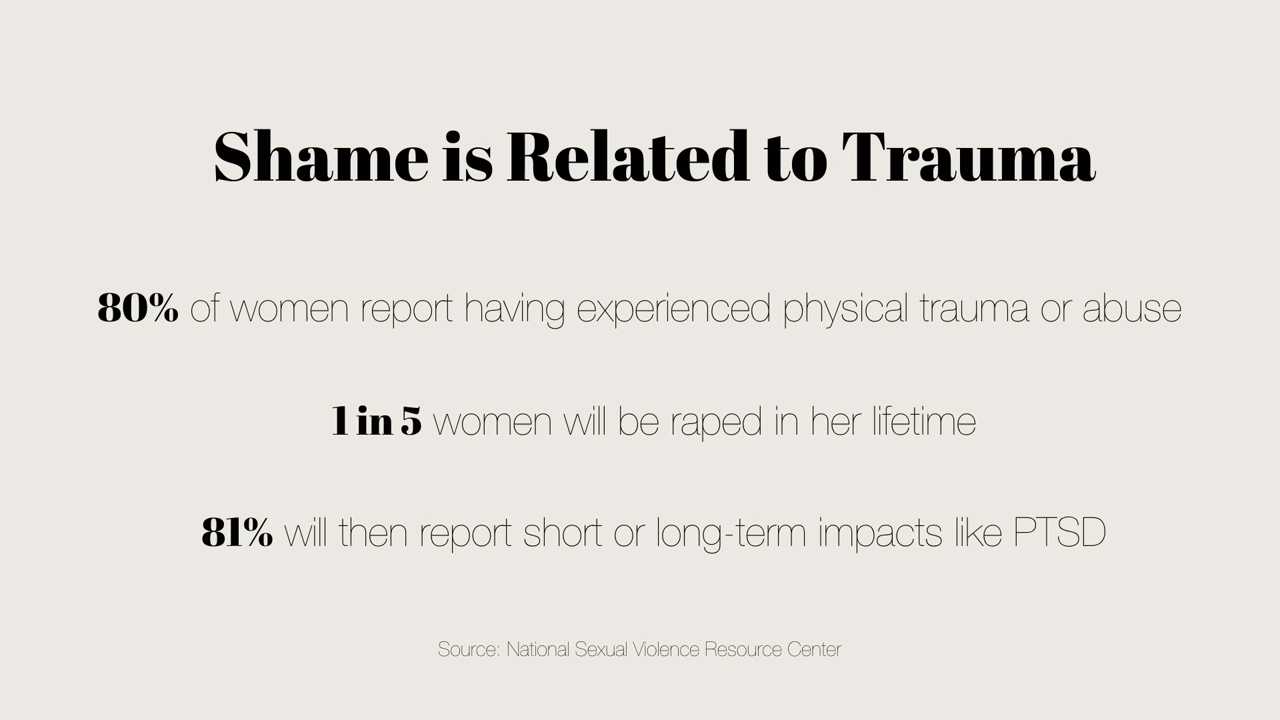 Shame is Related to Trauma
80% of women report having experienced physical trauma or abuse
1 in 5 women will be raped in her lifetime
81% will then report short or long-term impacts like PTSD
Source: National Sexual Violence Resource Center